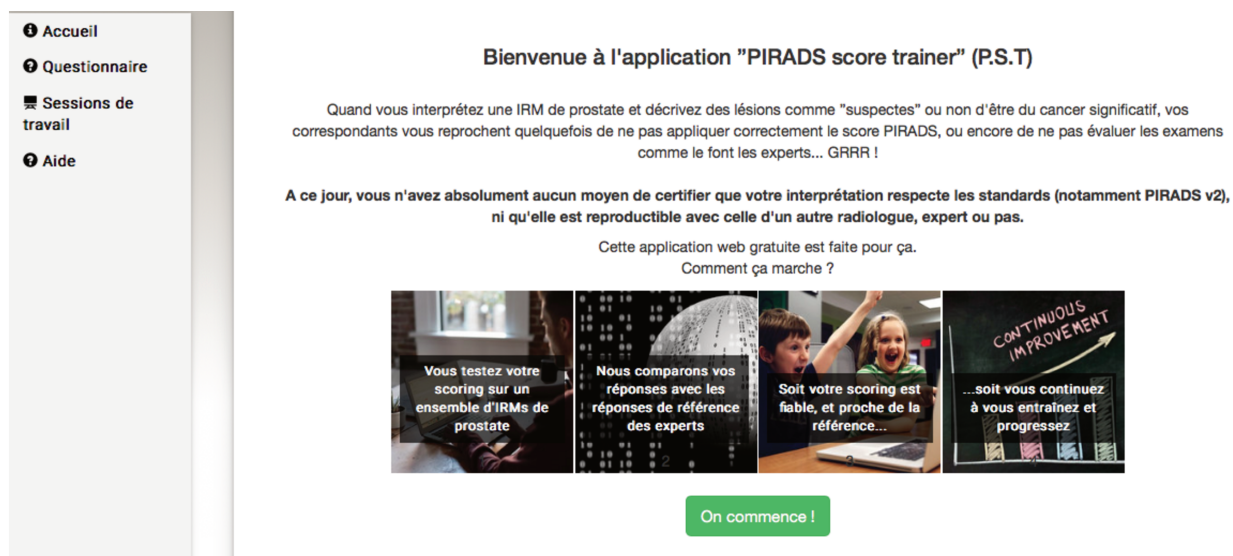 Accueil
Questionnaire
Sessions de
travail
Aide
Bienvenue à l'application ”PIRADS score trainer” (P.S.T)
Quand vous interprétez une IRM de prostate et décrivez des lésions comme ”suspectes” ou non d'être du cancer significatif, vos
correspondants vous reprochent quelquefois de ne pas appliquer correctement le score PIRADS, ou encore de ne pas évaluer les examens
comme le font les experts... GRRR !
A ce jour, vous n'avez absolument aucun moyen de certifier que votre interprétation respecte les standards (notamment PIRADS v2),
ni qu'elle est reproductible avec celle d'un autre radiologue, expert ou pas.
Cette application web gratuite est faite pour ça.
Comment ça marche ?
Vous testez votre
scoring sur un
ensemble d'IRMs de
prostate
Nous comparons vos
réponses avec les
réponses de référence
des experts
2
Soit votre scoring est
fiable, et proche de la
référence...
3
CONTINUOUS
IMPROVEMENT
...soit vous continuez
à vous entraînez et
progressez
On commence !